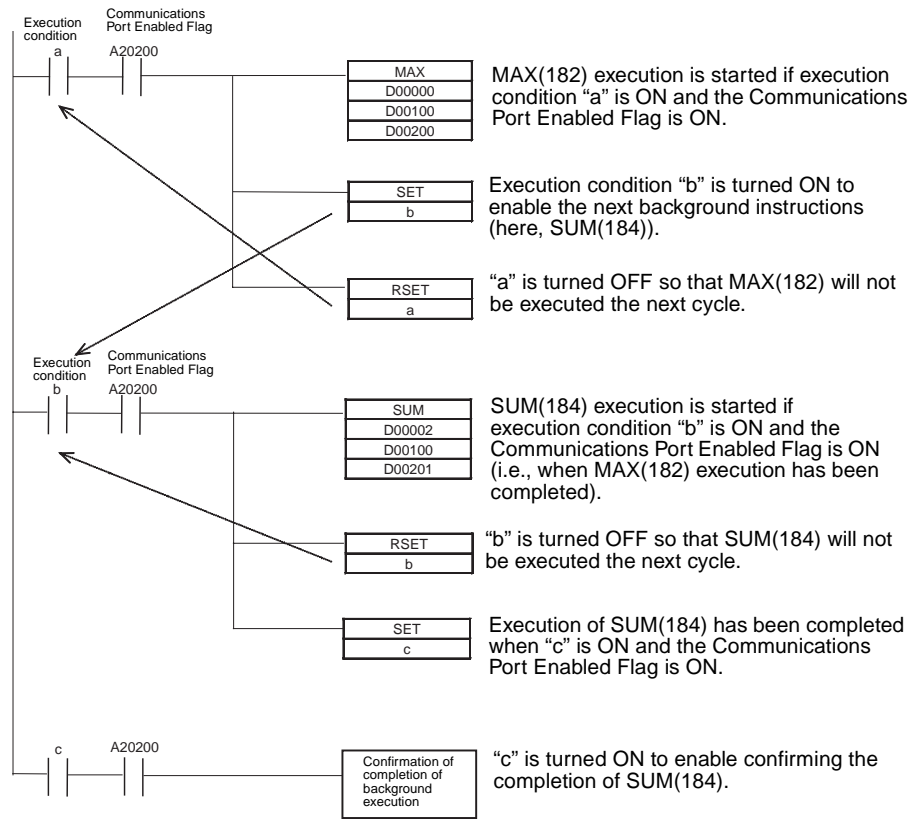 Execution
condition
a
Communications
Port Enabled Flag
A20200
MAX
D00000
D00100
D00200
MAX(182) execution is started if execution
condition “a” is ON and the Communications
Port Enabled Flag is ON.
SET
b
Execution condition “b” is turned ON to
enable the next background instructions
(here, SUM(184)).
RSET
a
“a” is turned OFF so that MAX(182) will not
be executed the next cycle.
Execution
condition
b
Communications
Port Enabled Flag
A20200
SUM
D00002
D00100
D00201
SUM(184) execution is started if
execution condition “b” is ON and the
Communications Port Enabled Flag is ON
(i.e., when MAX(182) execution has been
completed).
RSET
b
“b” is turned OFF so that SUM(184) will not
be executed the next cycle.
SET
c
Execution of SUM(184) has been completed
when “c” is ON and the Communications
Port Enabled Flag is ON.
c
A20200
Confirmation of
completion of
background
execution
“c” is turned ON to enable confirming the
completion of SUM(184).